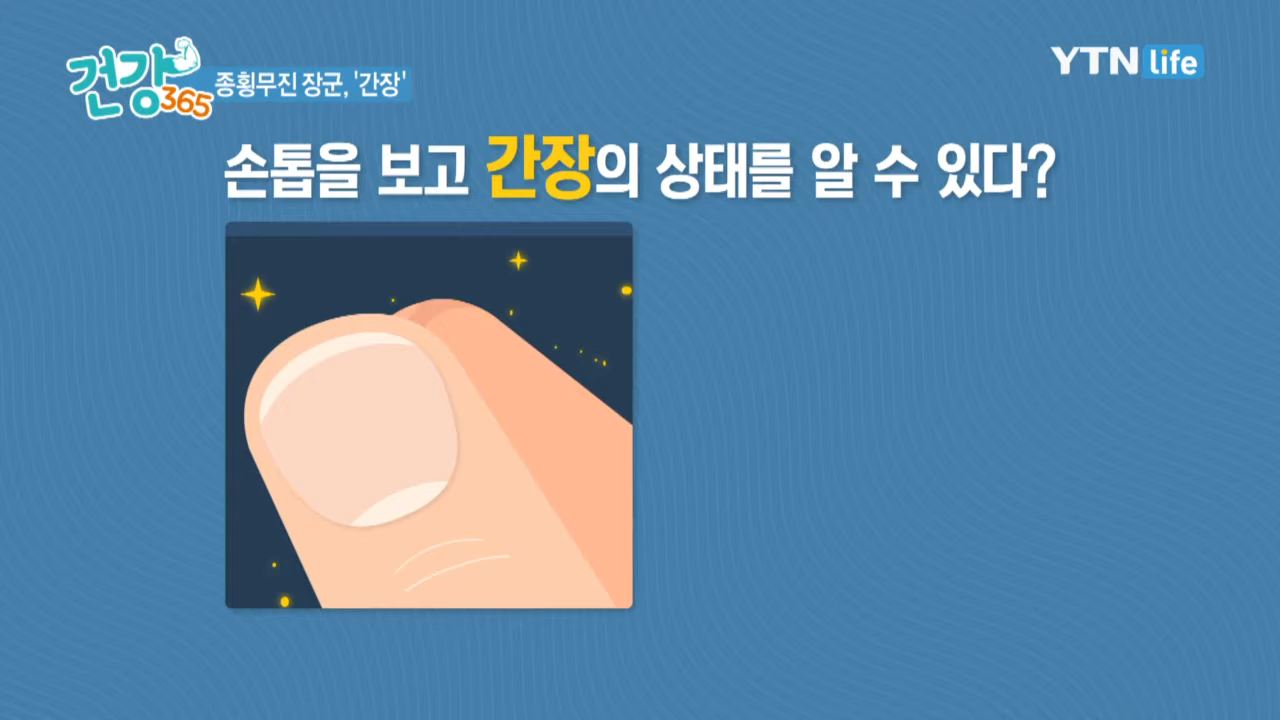 건강365
종횡무진 장군, '간장'
YTN life
손톱을 보고 간장의 상태를 알 수 있다?